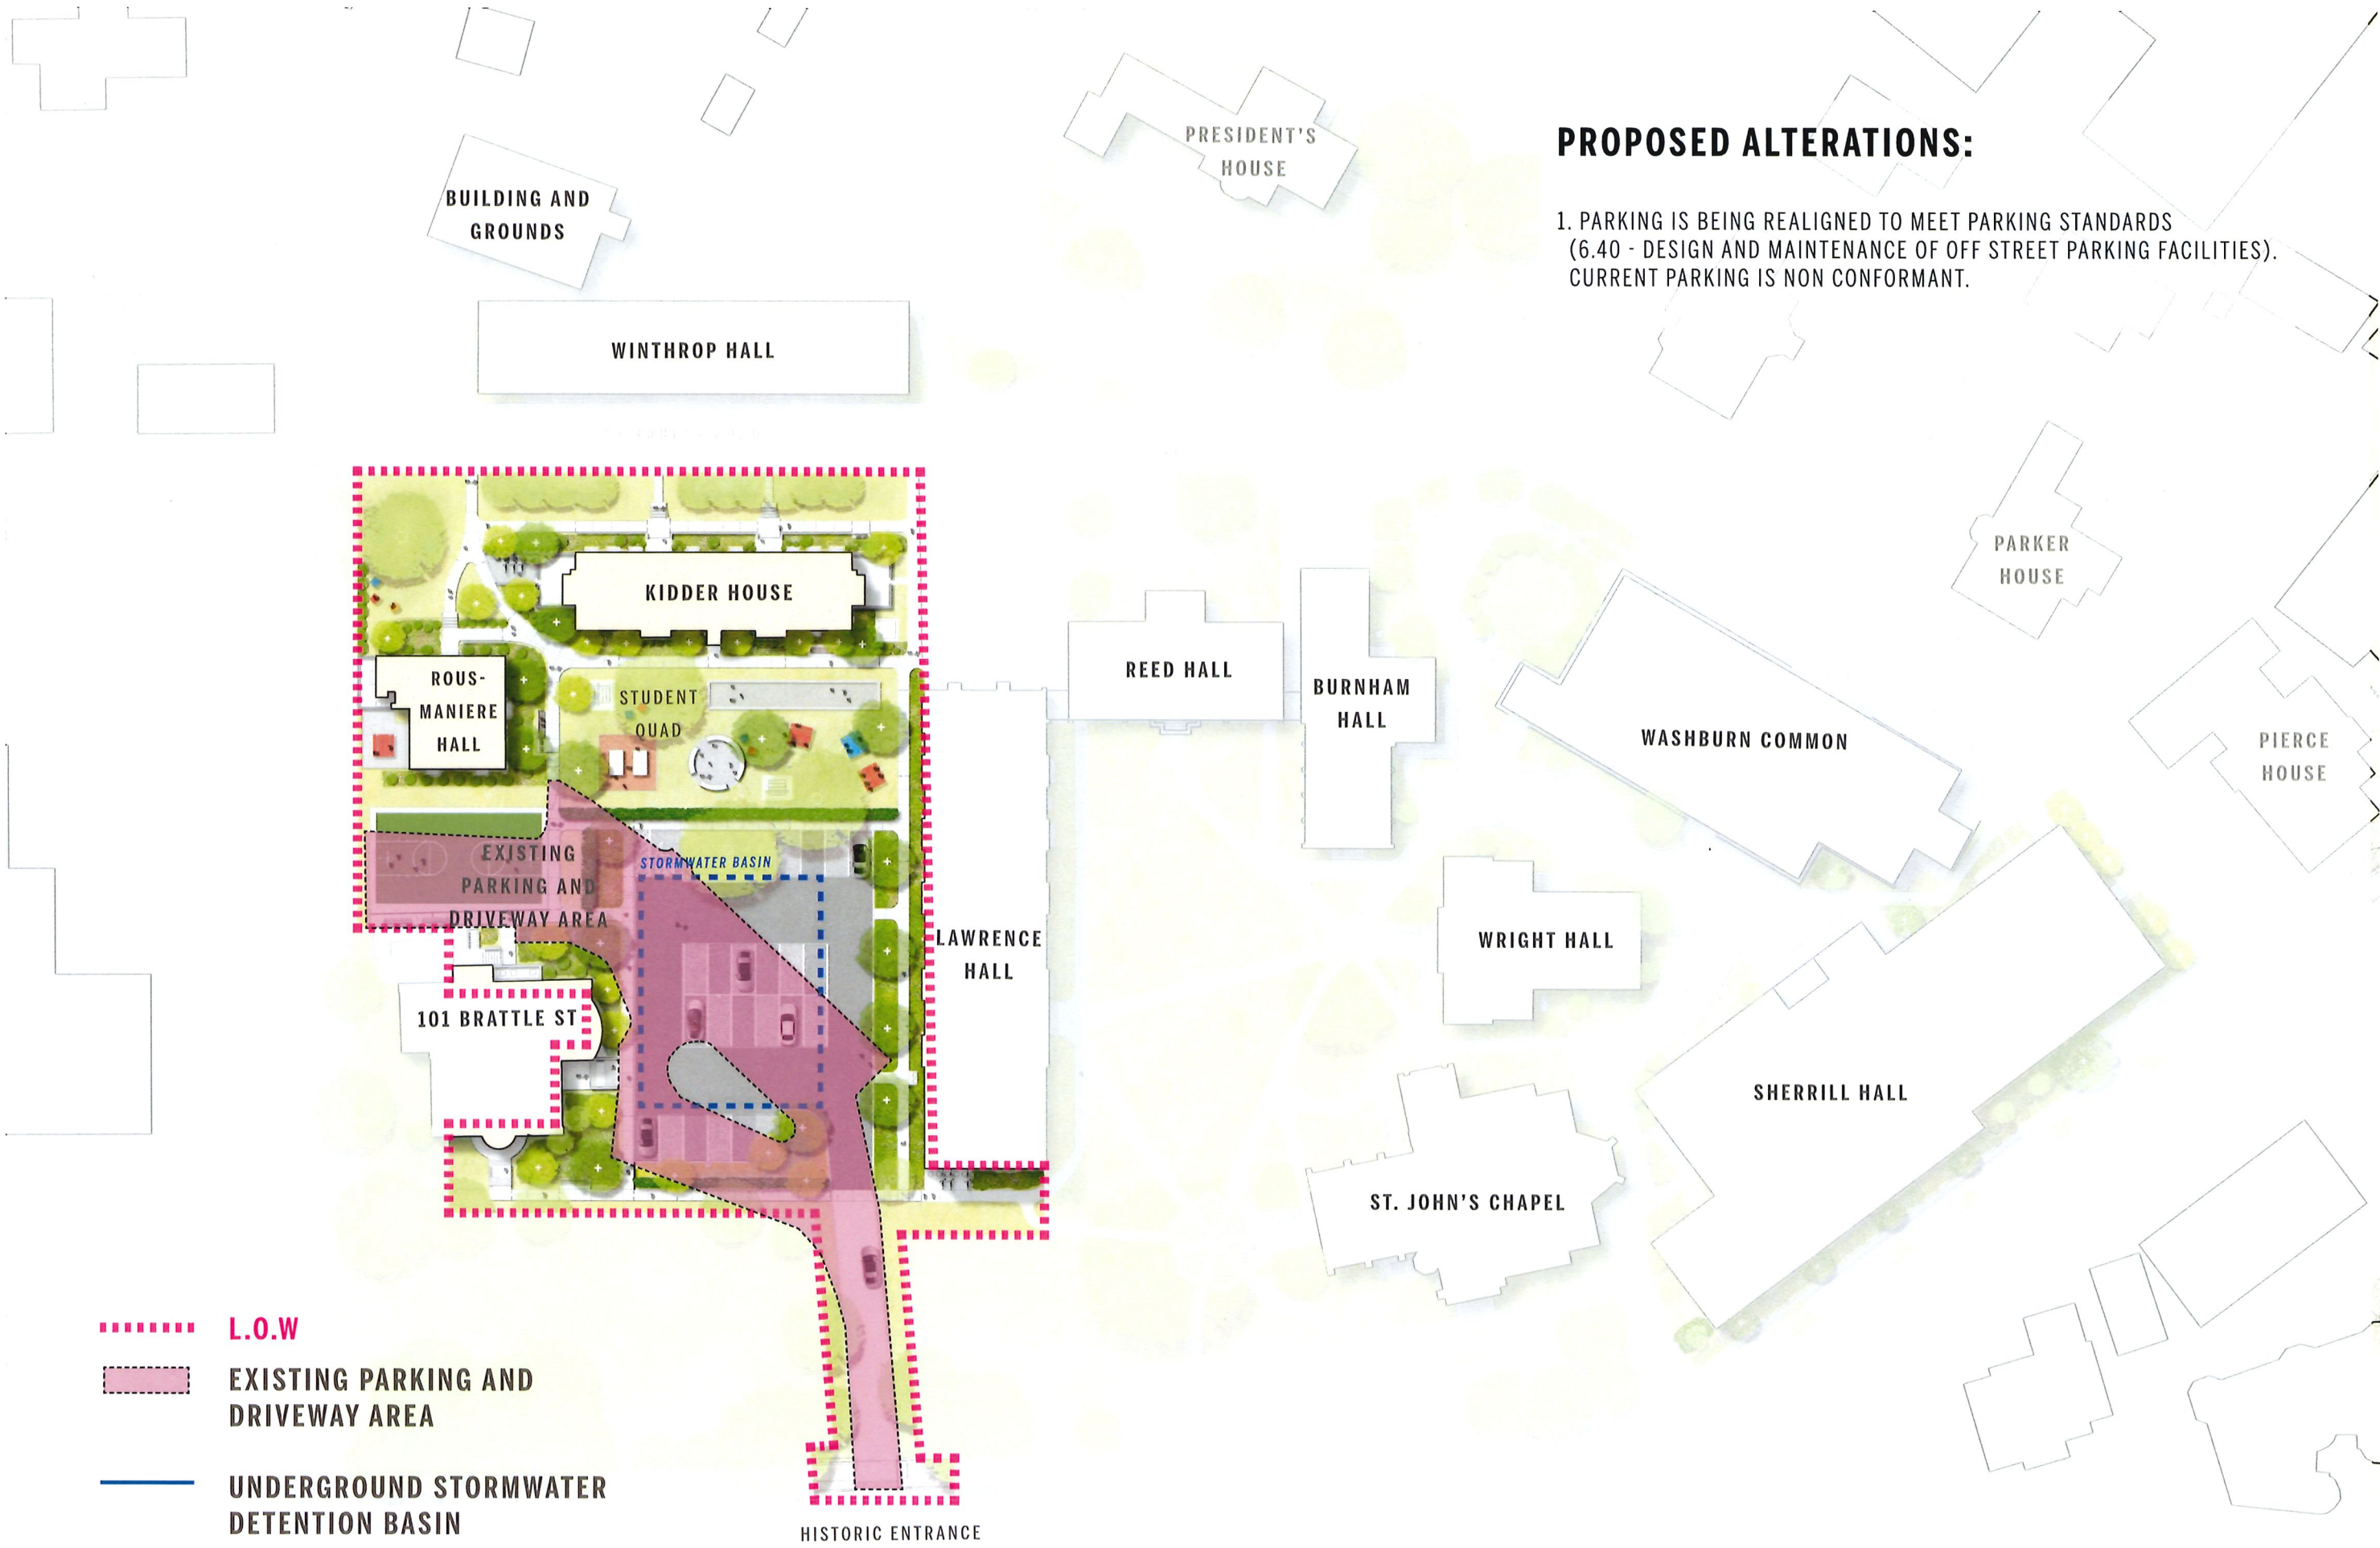 PRESIDENT'S
HOUSE
PROPOSED ALTERATIONS:
BUILDING AND
GROUNDS
1. PARKING IS BEING REALIGNED TO MEET PARKING STANDARDS
(6.40 - DESIGN AND MAINTENANCE OF OFF STREET PARKING FACILITIES).
CURRENT PARKING IS NON CONFORMANT.
WINTHROP HALL
PARKER
HOUSE
KIDDER HOUSE
ROUS-
MANIERE
HALL
STUDENT
QUAD
REED HALL
BURNHAM
HALL
WASHBURN COMMON
PIERCE
HOUSE
EXISTING
PARKING AND
DRIVEWAY AREA
STORMWATER BASIN
LAWRENCE
HALL
WRIGHT HALL
101 BRATTLE ST
SHERRILL HALL
ST. JOHN'S CHAPEL
L.O.W
EXISTING PARKING AND
DRIVEWAY AREA
UNDERGROUND STORMWATER
DETENTION BASIN
HISTORIC ENTRANCE